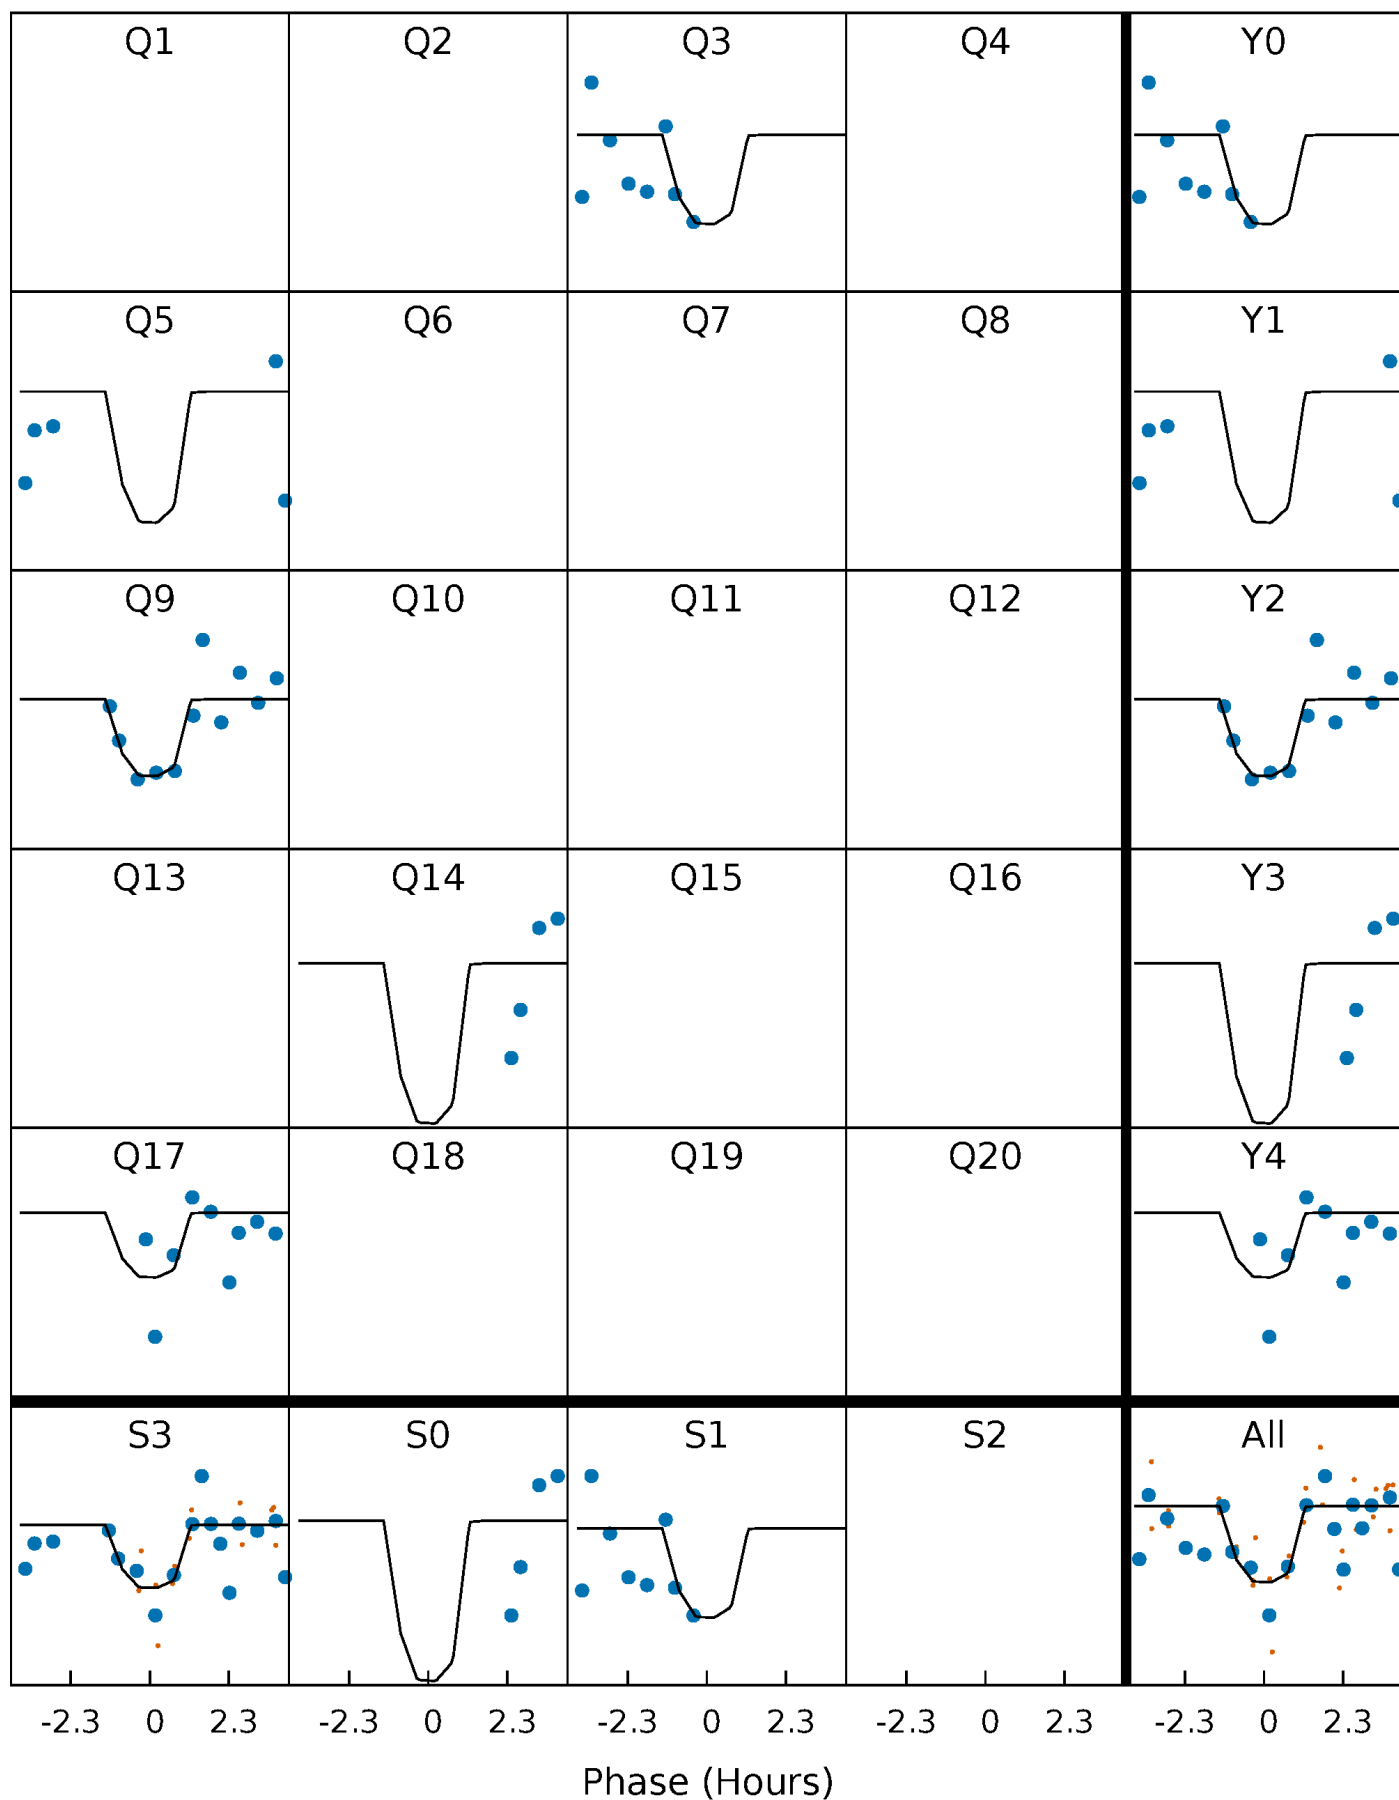 Q1 Q2 Q3 Q4 Y0
Q5 Q6 Q7 Q8 Y1
Q9 Q10 Q11 Q12 Y2
Q13 Q14 Q15 Q16 Y3
Q17 Q18 Q19 Q20 Y4
S3 S0 S1 S2 All
-2.3 0 2.3 -2.3 0 2.3 -2.3 0 2.3 -2.3 0 2.3 -2.3 0 2.3
Phase (Hours)